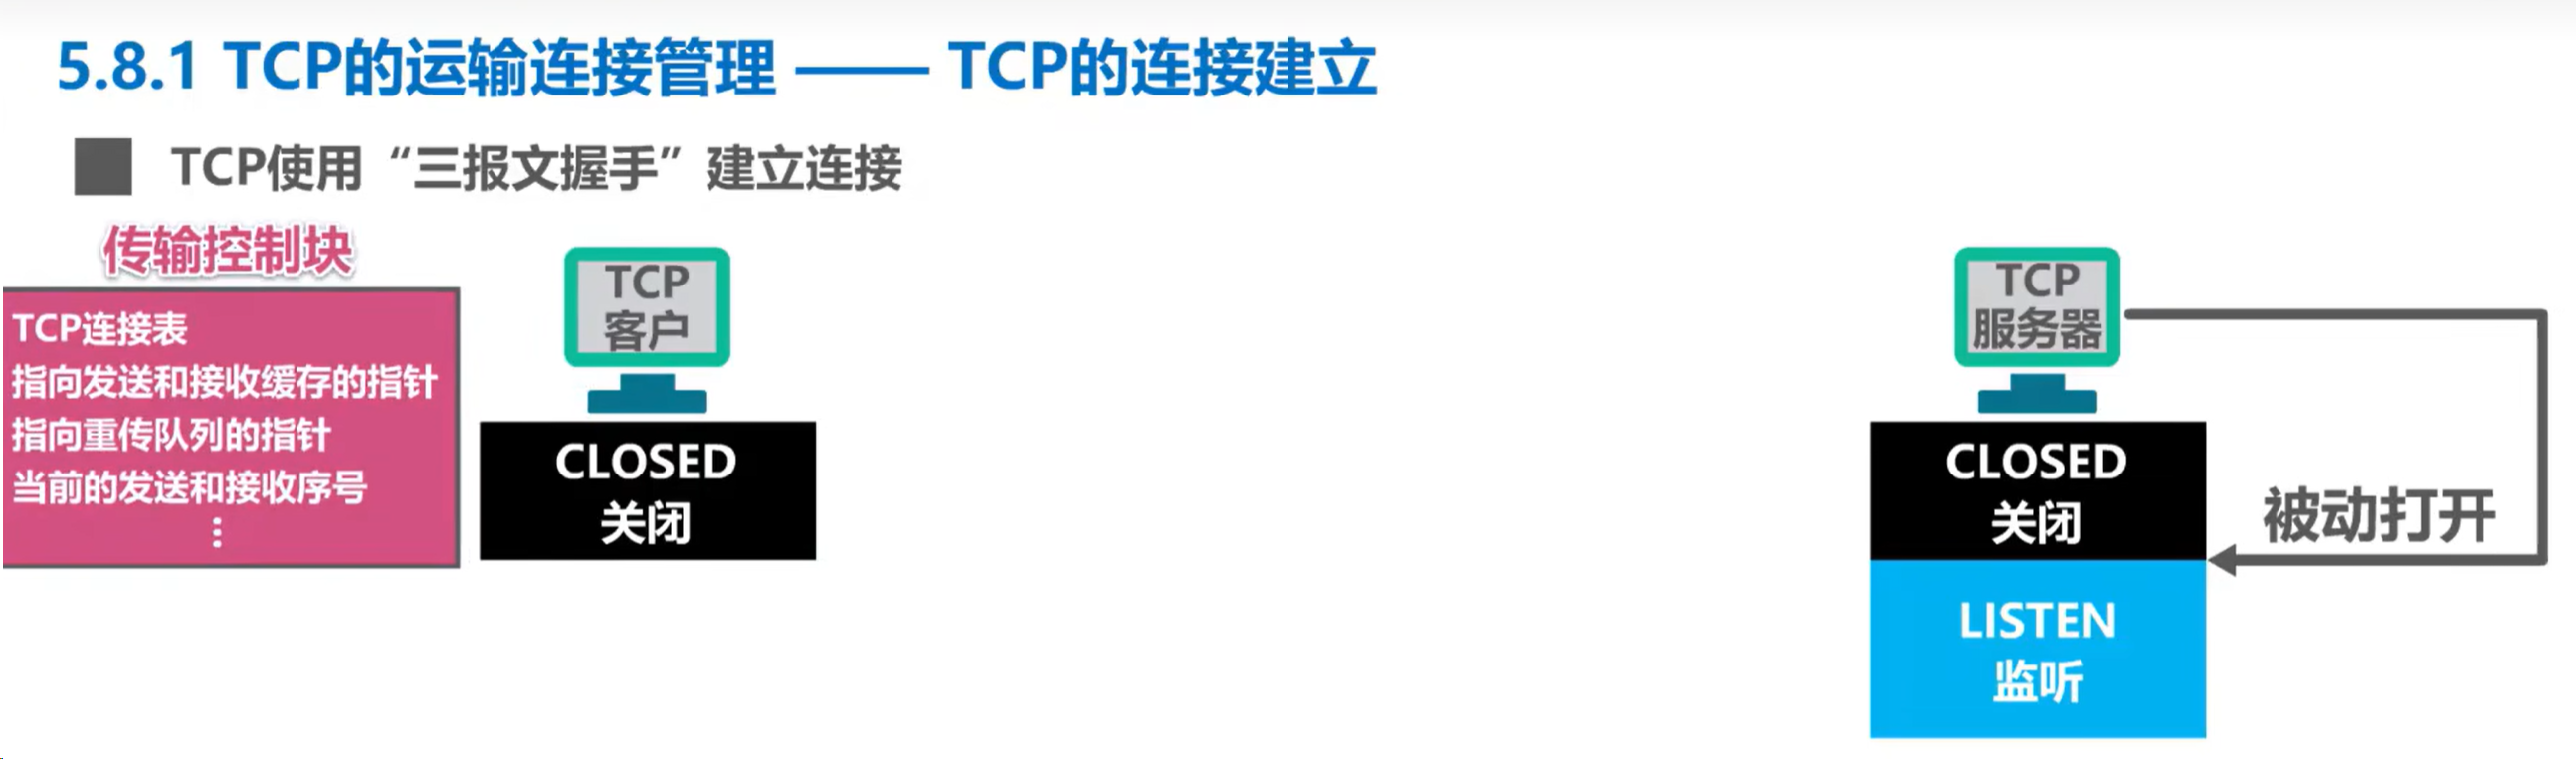 5.8.1 TCP的运输连接管理 —— TCP的连接建立
TCP使用“三报文握手”建立连接
传输控制块
TCP连接表
指向发送和接收缓存的指针
指向重传队列的指针
当前的发送和接收序号
⋮
TCP
客户
CLOSED
关闭
TCP
服务器
CLOSED
关闭
被动打开
LISTEN
监听